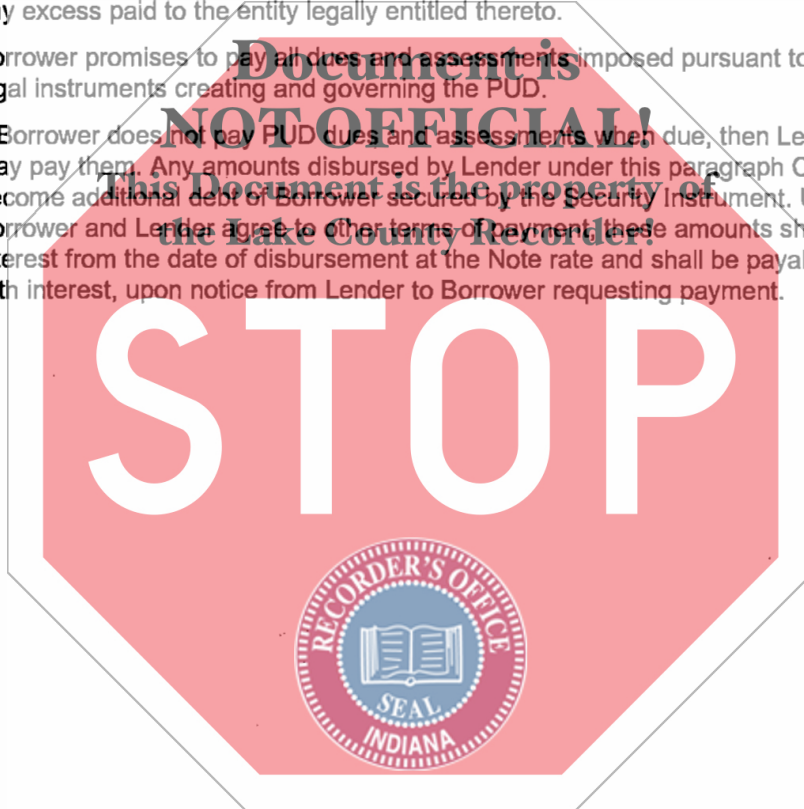 y excess paid to the entity legally entitled thereto.
orrower promises to pay all dues and assessments imposed pursuant to
gal instruments creating and governing the PUD.
Borrower does not pay PUD dues and assessments when due, then Le
ay pay them. Any amounts disbursed by Lender under this paragraph C
ecome additional debt of Borrower secured by the Security Instrument. U
orrower and Lender agree to other terms of payment, these amounts sh
erest from the date of disbursement at the Note rate and shall be payal
th interest, upon notice from Lender to Borrower requesting payment.
Document is
NOT OFFICIAL!
This Document is the property of
the Lake County Recorder!
STOP
RECORDER'S OFFICE
SEAL
INDIANA